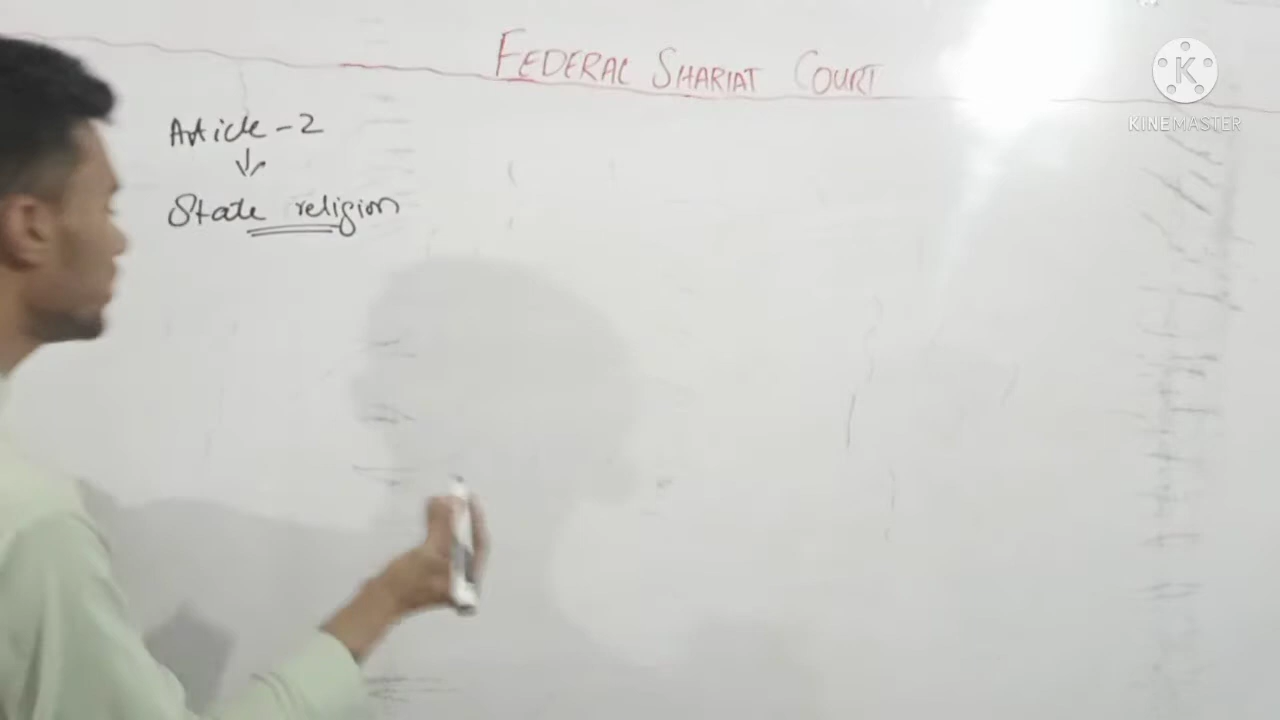 FEDERAL SHARIAT COURT
Article - 2
State religion
K
KINEMASTER